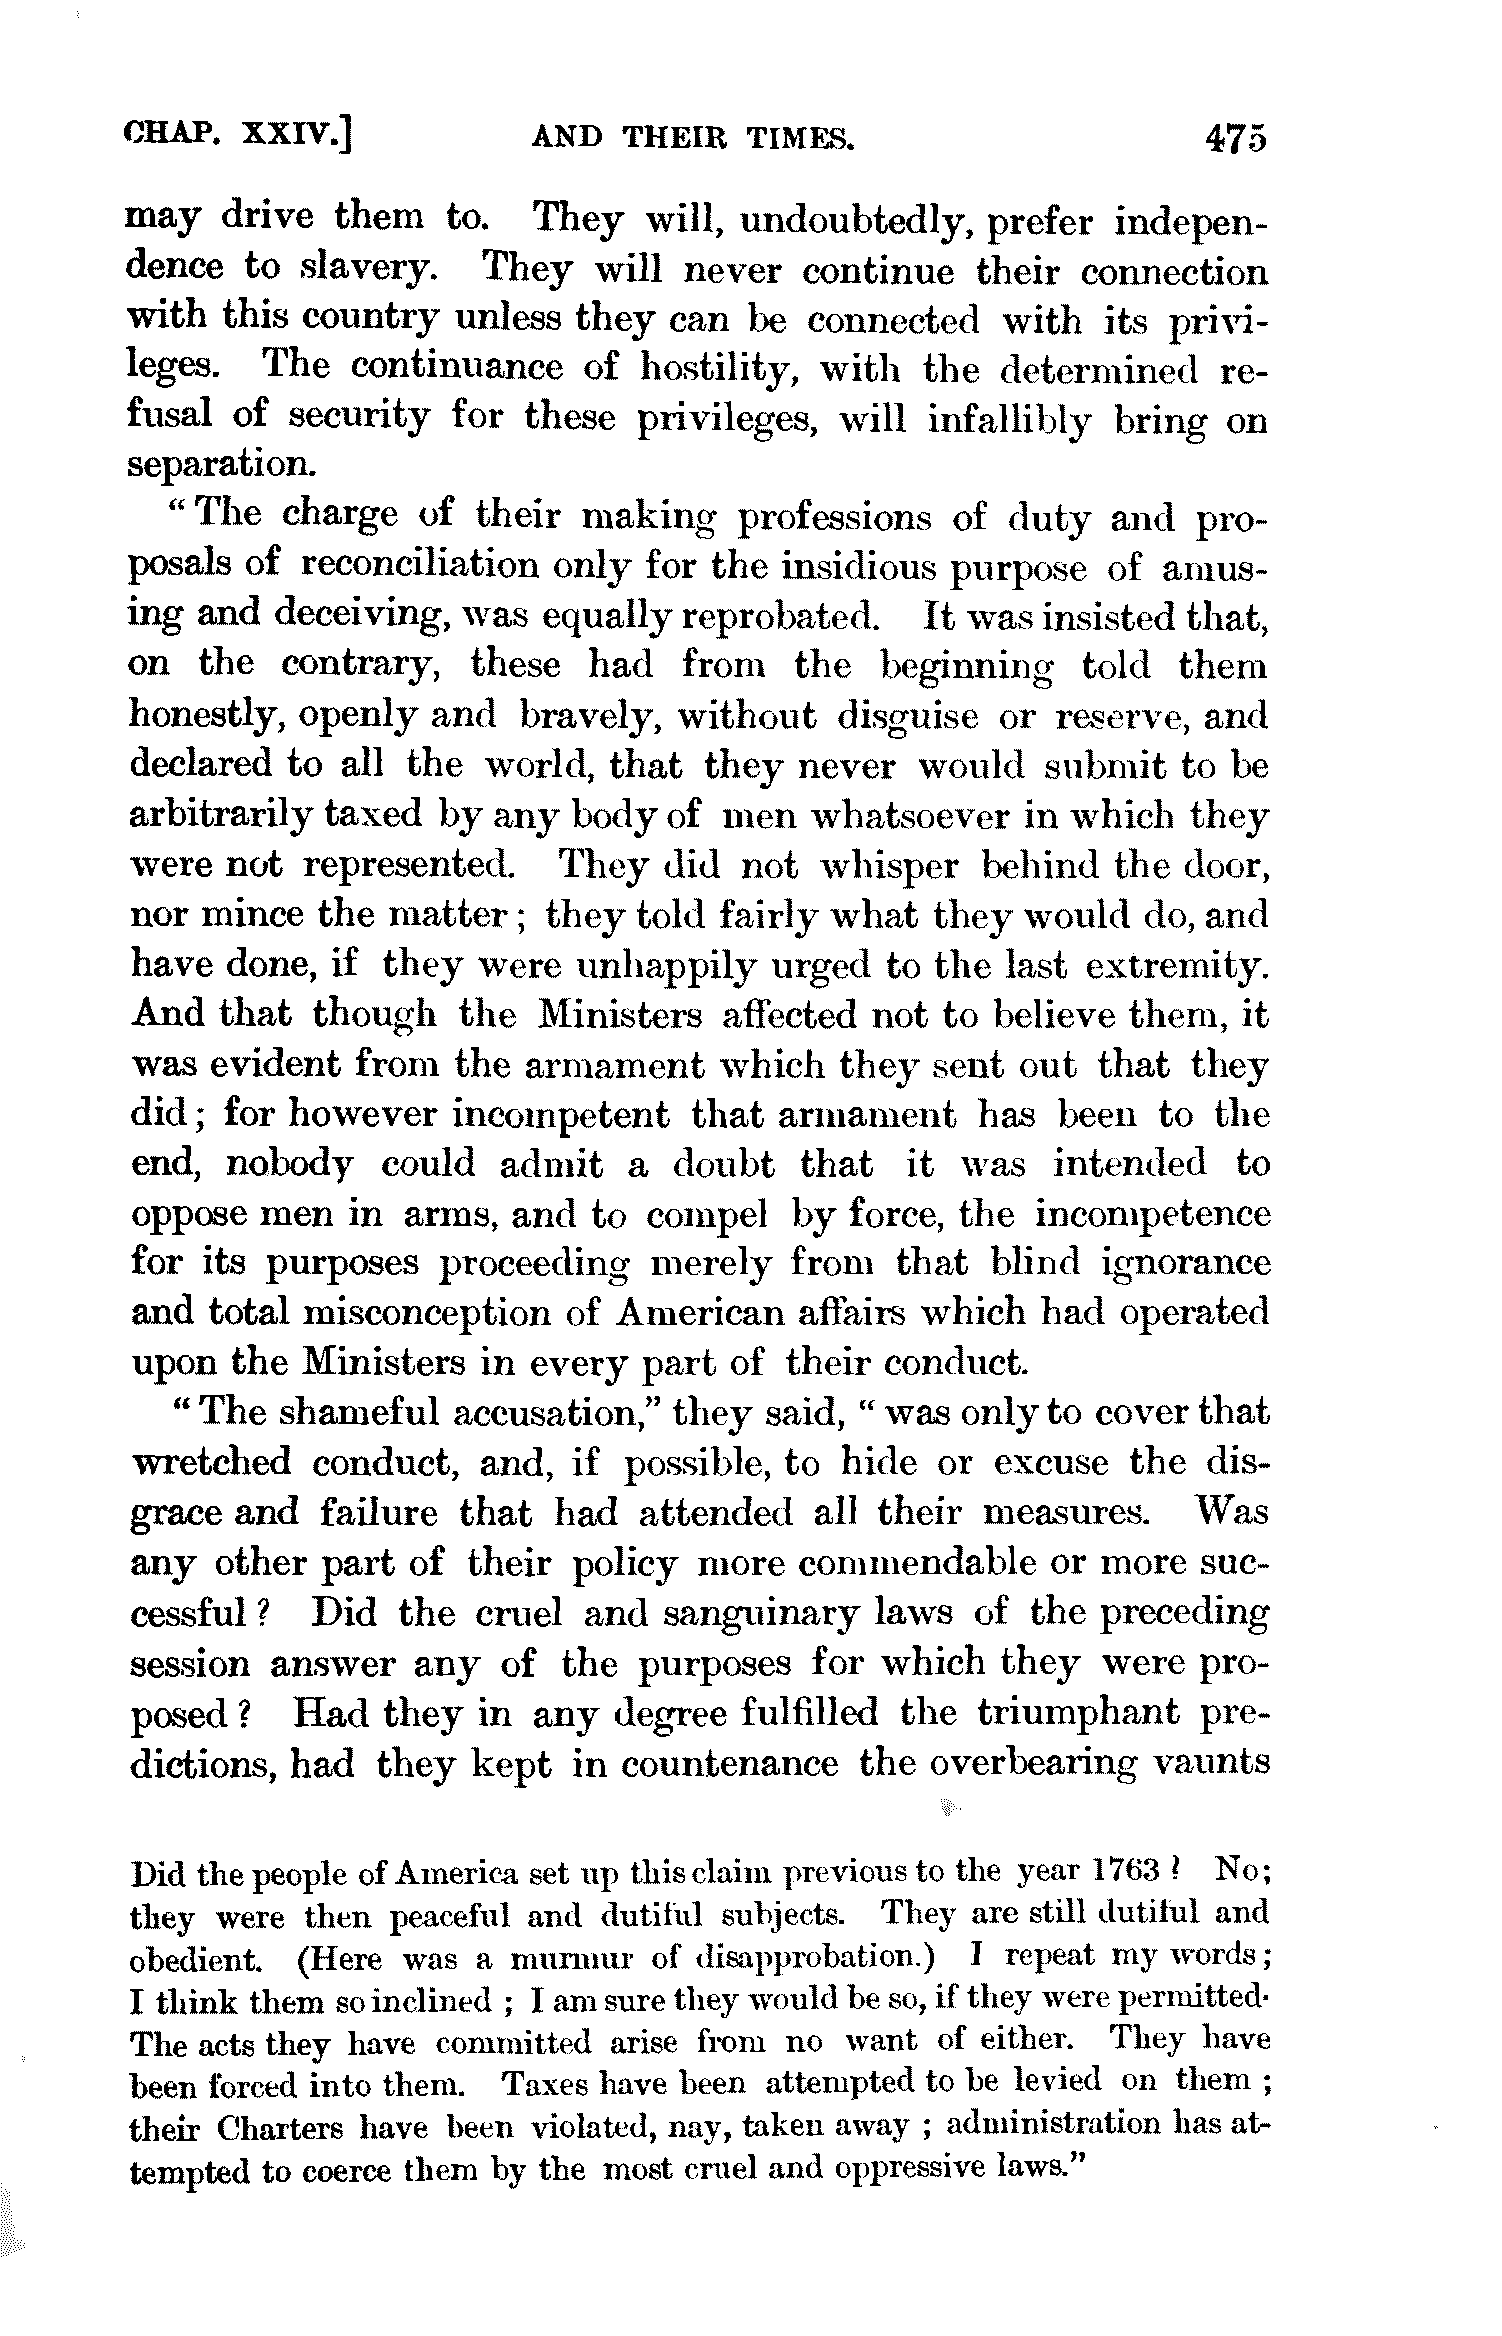 CHAP. XXIV.] AND THEIR TIMES. 475
may drive them to. They will, undoubtedly, prefer indepen-
dence to slavery. They will never continue their connection
with this country unless they can be connected with its privi-
leges. The continuance of hostility, with the determined re-
fusal of security for these privileges, will infallibly bring on
separation.
“The charge of their making professions of duty and pro-
posals of reconciliation only for the insidious purpose of amus-
ing and deceiving, was equally reprobated. It was insisted that,
on the contrary, these had from the beginning told them
honestly, openly and bravely, without disguise or reserve, and
declared to all the world, that they never would submit to be
arbitrarily taxed by any body of men whatsoever in which they
were not represented. They did not whisper behind the door,
nor mince the matter; they told fairly what they would do, and
have done, if they were unhappily urged to the last extremity.
And that though the Ministers affected not to believe them, it
was evident from the armament which they sent out that they
did; for however incompetent that armament has been to the
end, nobody could admit a doubt that it was intended to
oppose men in arms, and to compel by force, the incompetence
for its purposes proceeding merely from that blind ignorance
and total misconception of American affairs which had operated
upon the Ministers in every part of their conduct.
“The shameful accusation,” they said, “was only to cover that
wretched conduct, and, if possible, to hide or excuse the dis-
grace and failure that had attended all their measures. Was
any other part of their policy more commendable or more suc-
cessful? Did the cruel and sanguinary laws of the preceding
session answer any of the purposes for which they were pro-
posed? Had they in any degree fulfilled the triumphant pre-
dictions, had they kept in countenance the overbearing vaunts
Did the people of America set up this claim previous to the year 1763? No;
they were then peaceful and dutiful subjects. They are still dutiful and
obedient. (Here was a murmur of disapprobation.) I repeat my words;
I think them so inclined; I am sure they would be so, if they were permitted.
The acts they have committed arise from no want of either. They have
been forced into them. Taxes have been attempted to be levied on them;
their Charters have been violated, nay, taken away; administration has at-
tempted to coerce them by the most cruel and oppressive laws.”